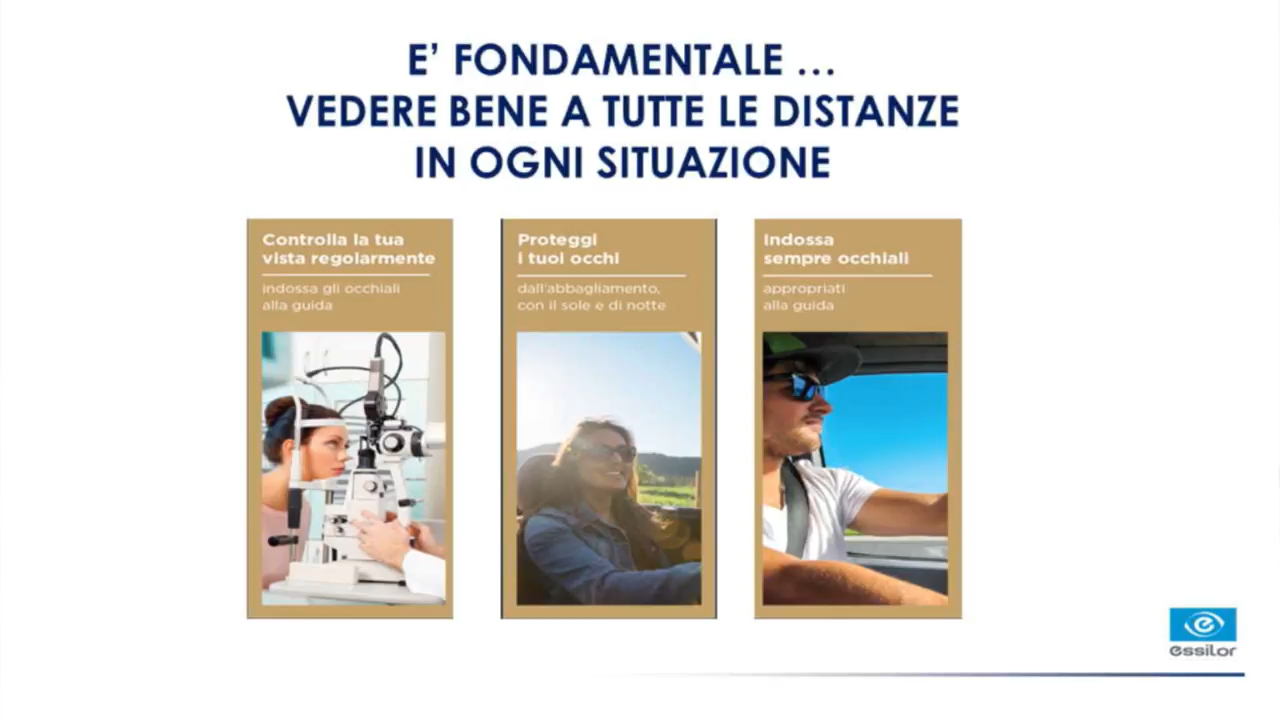 E’ FONDAMENTALE …
VEDERE BENE A TUTTE LE DISTANZE
IN OGNI SITUAZIONE
Controlla la tua
vista regolarmente
indossa gli occhiali
alla guida
Proteggi
i tuoi occhi
dall'abbagliamento,
con il sole e di notte
Indossa
sempre occhiali
appropriati
alla guida
essilor